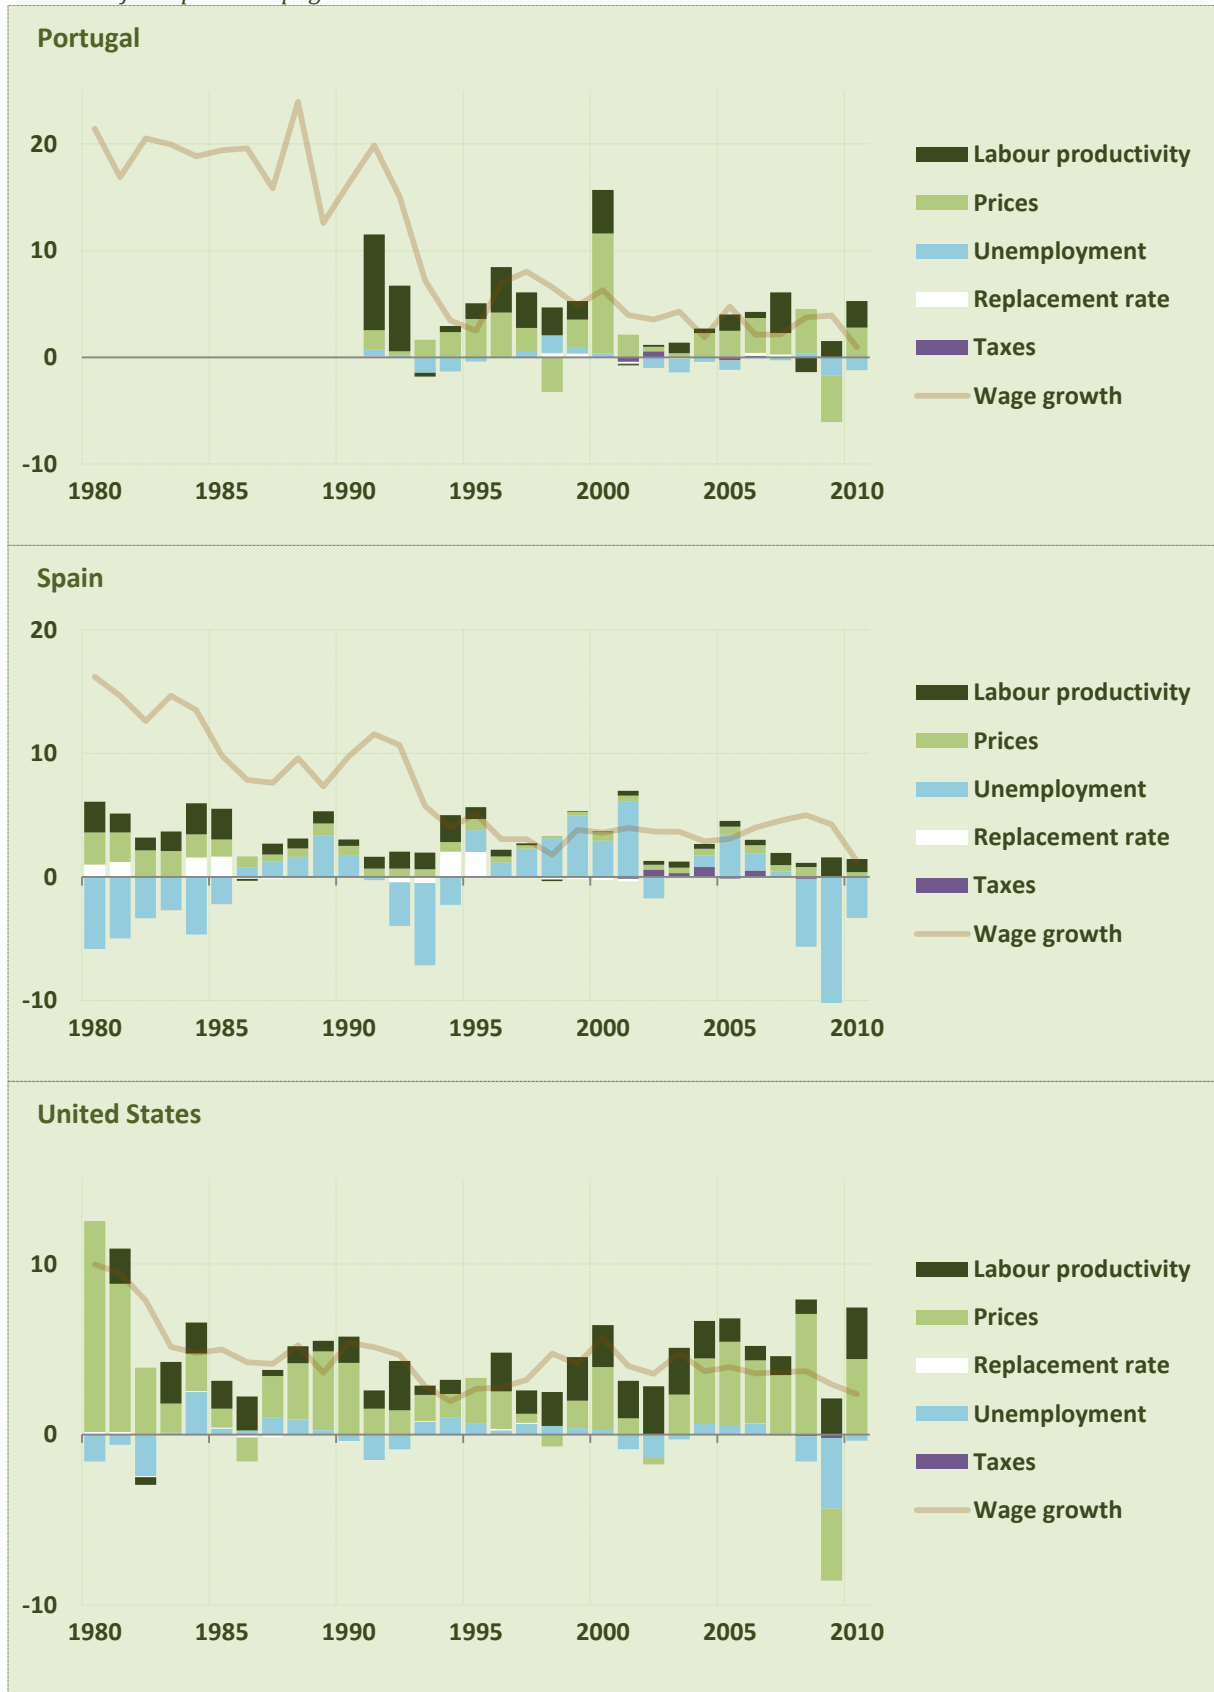 Portugal
20
10
0
-10
1980 1985 1990 1995 2000 2005 2010
Labour productivity
Prices
Unemployment
Replacement rate
Taxes
Wage growth
Spain
20
10
0
-10
1980 1985 1990 1995 2000 2005 2010
Labour productivity
Prices
Unemployment
Replacement rate
Taxes
Wage growth
United States
10
0
-10
1980 1985 1990 1995 2000 2005 2010
Labour productivity
Prices
Replacement rate
Unemployment
Taxes
Wage growth